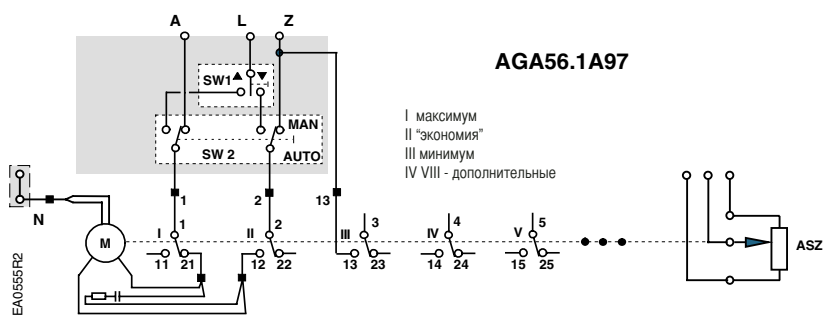 A L Z
AGA56.1A97
SW1
I максимум
II "экономия"
III минимум
IV VIII - дополнительные
MAN
SW 2 AUTO
N
1 2 13
M
I 1 II 2 III 3 IV 4 V 5
11 21 12 22 13 23 14 24 15 25
ASZ
EA0555R2